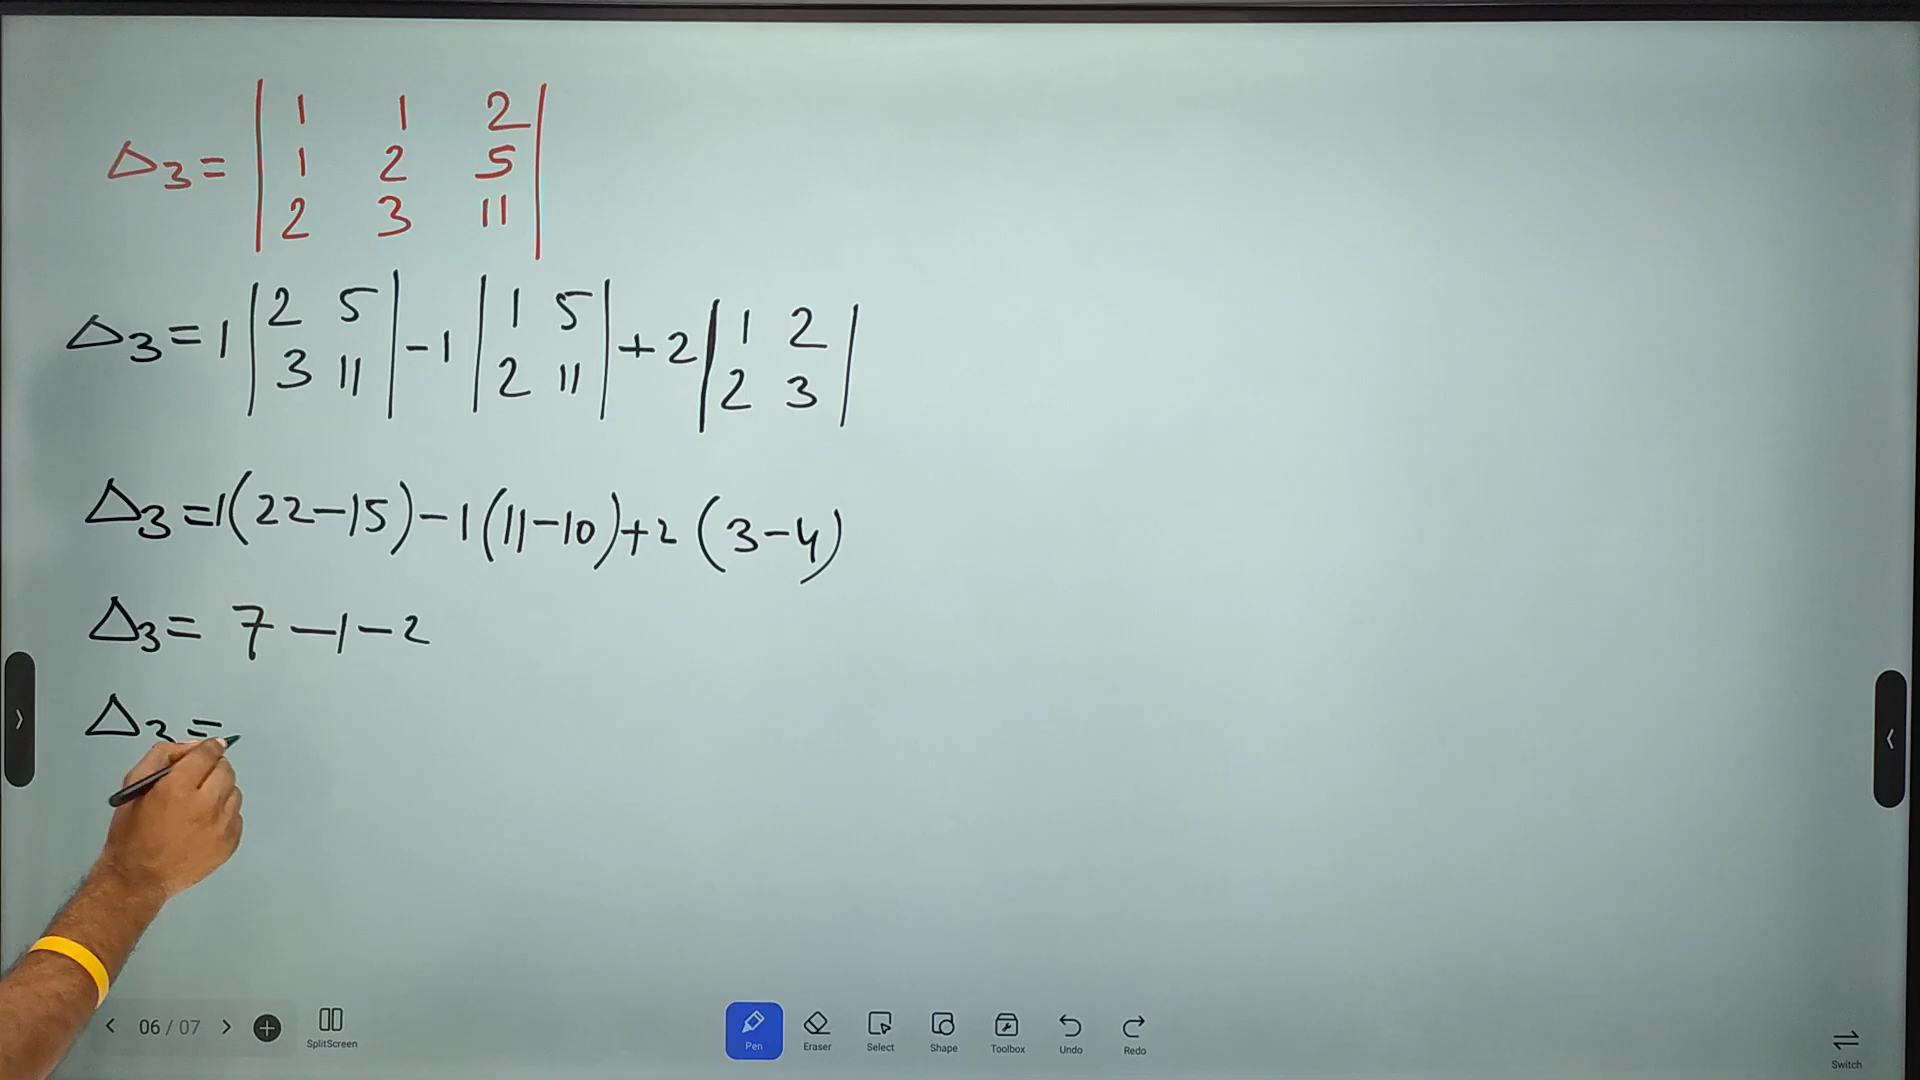 Δ3 = | 1 1 2 |
| 1 2 5 |
| 2 3 11 |
Δ3 = 1 | 2 5 | - 1 | 1 5 | + 2 | 1 2 |
| 3 11 | | 2 11 | | 2 3 |
Δ3 = 1(22-15) - 1(11-10) + 2(3-4)
Δ3 = 7 - 1 - 2
Δ3 =
06 / 07
SplitScreen
Pen
Eraser
Select
Shape
Toolbox
Undo
Redo
Switch